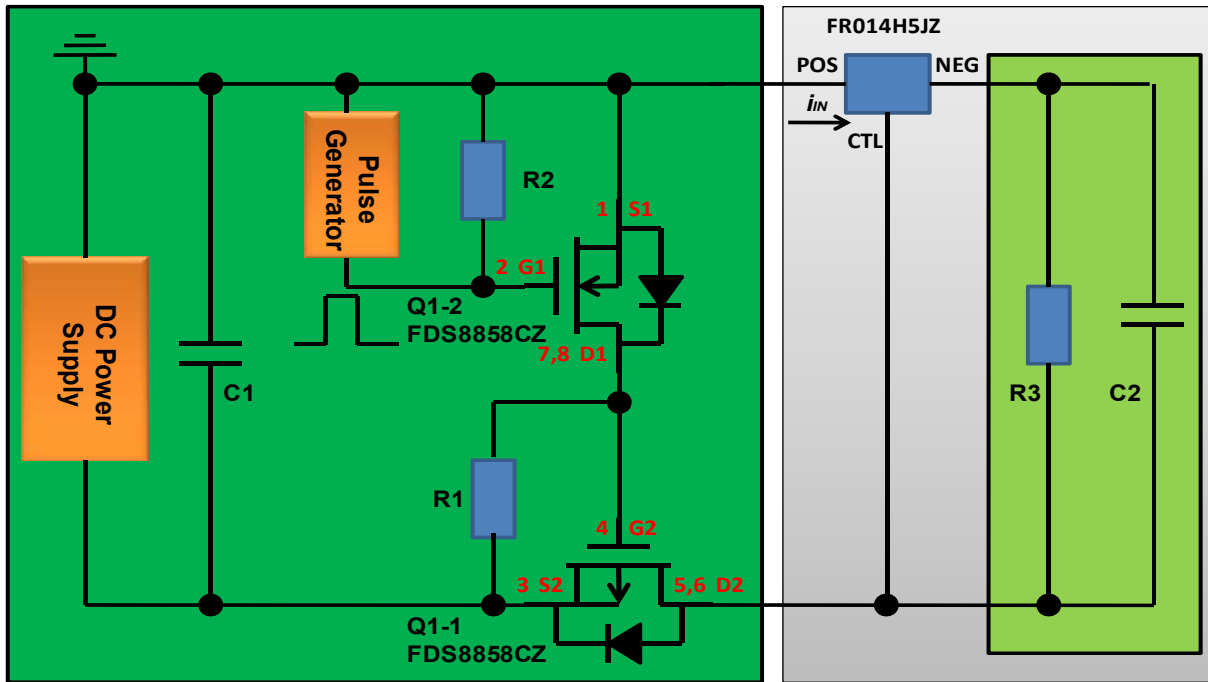 FR014H5JZ
POS
NEG
iIN
CTL
Pulse
Generator
R2
1 S1
2 G1
Q1-2
FDS8858CZ
7,8 D1
DC Power
Supply
C1
R3
C2
R1
4 G2
3 S2
5,6 D2
Q1-1
FDS8858CZ